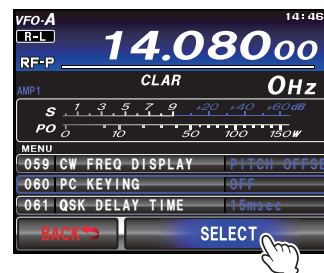 VFO-A 14:46
R-L
14.08000
RF-P
AMP1 CLAR 0Hz
S 1 3 5 7 9 +20 +40 +60dB
PO 0 10 50 100 150W
MENU
059 CW FREQ DISPLAY PITCH OFFSE
060 PC KEYING OFF
061 QSK DELAY TIME 15msec
BACK SELECT